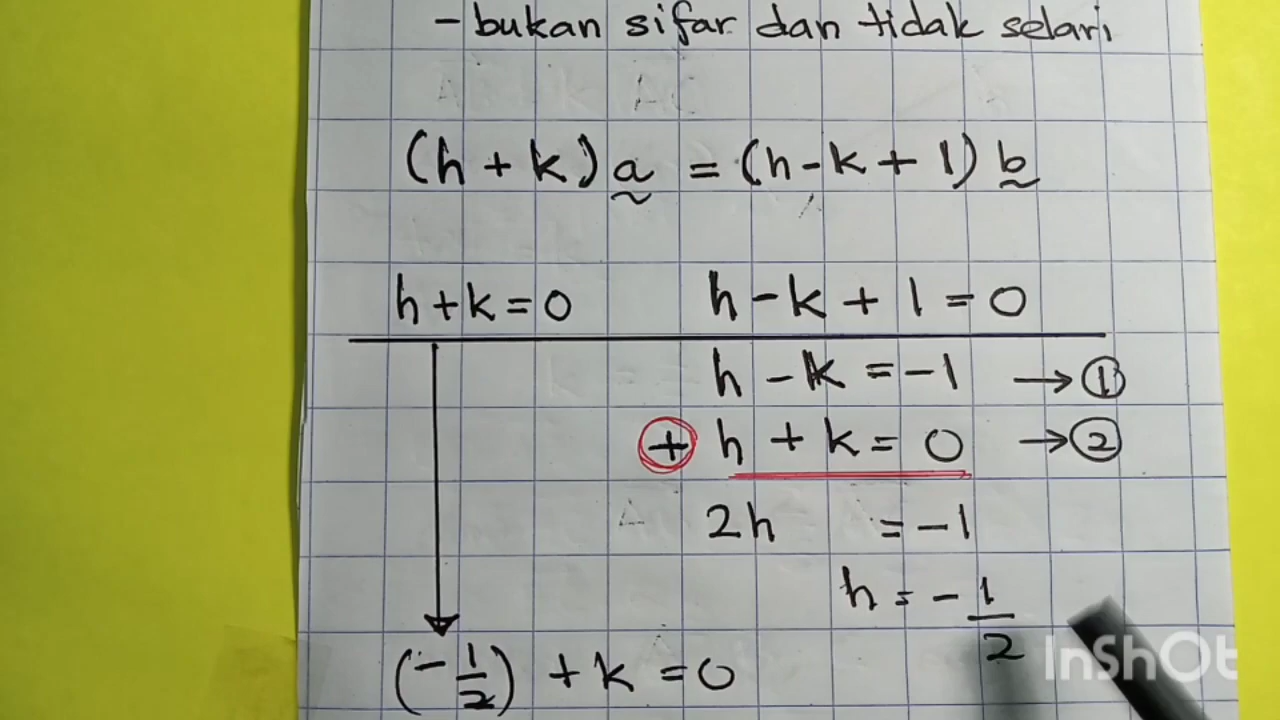 - bukan sifar dan tidak selari
(h + k) a̰ = (h - k + 1) b̰
h + k = 0 h - k + 1 = 0
h - k = -1 → ①
+ h + k = 0 → ②
2h = -1
h = - 1/2
(- 1/2) + k = 0
InShOt